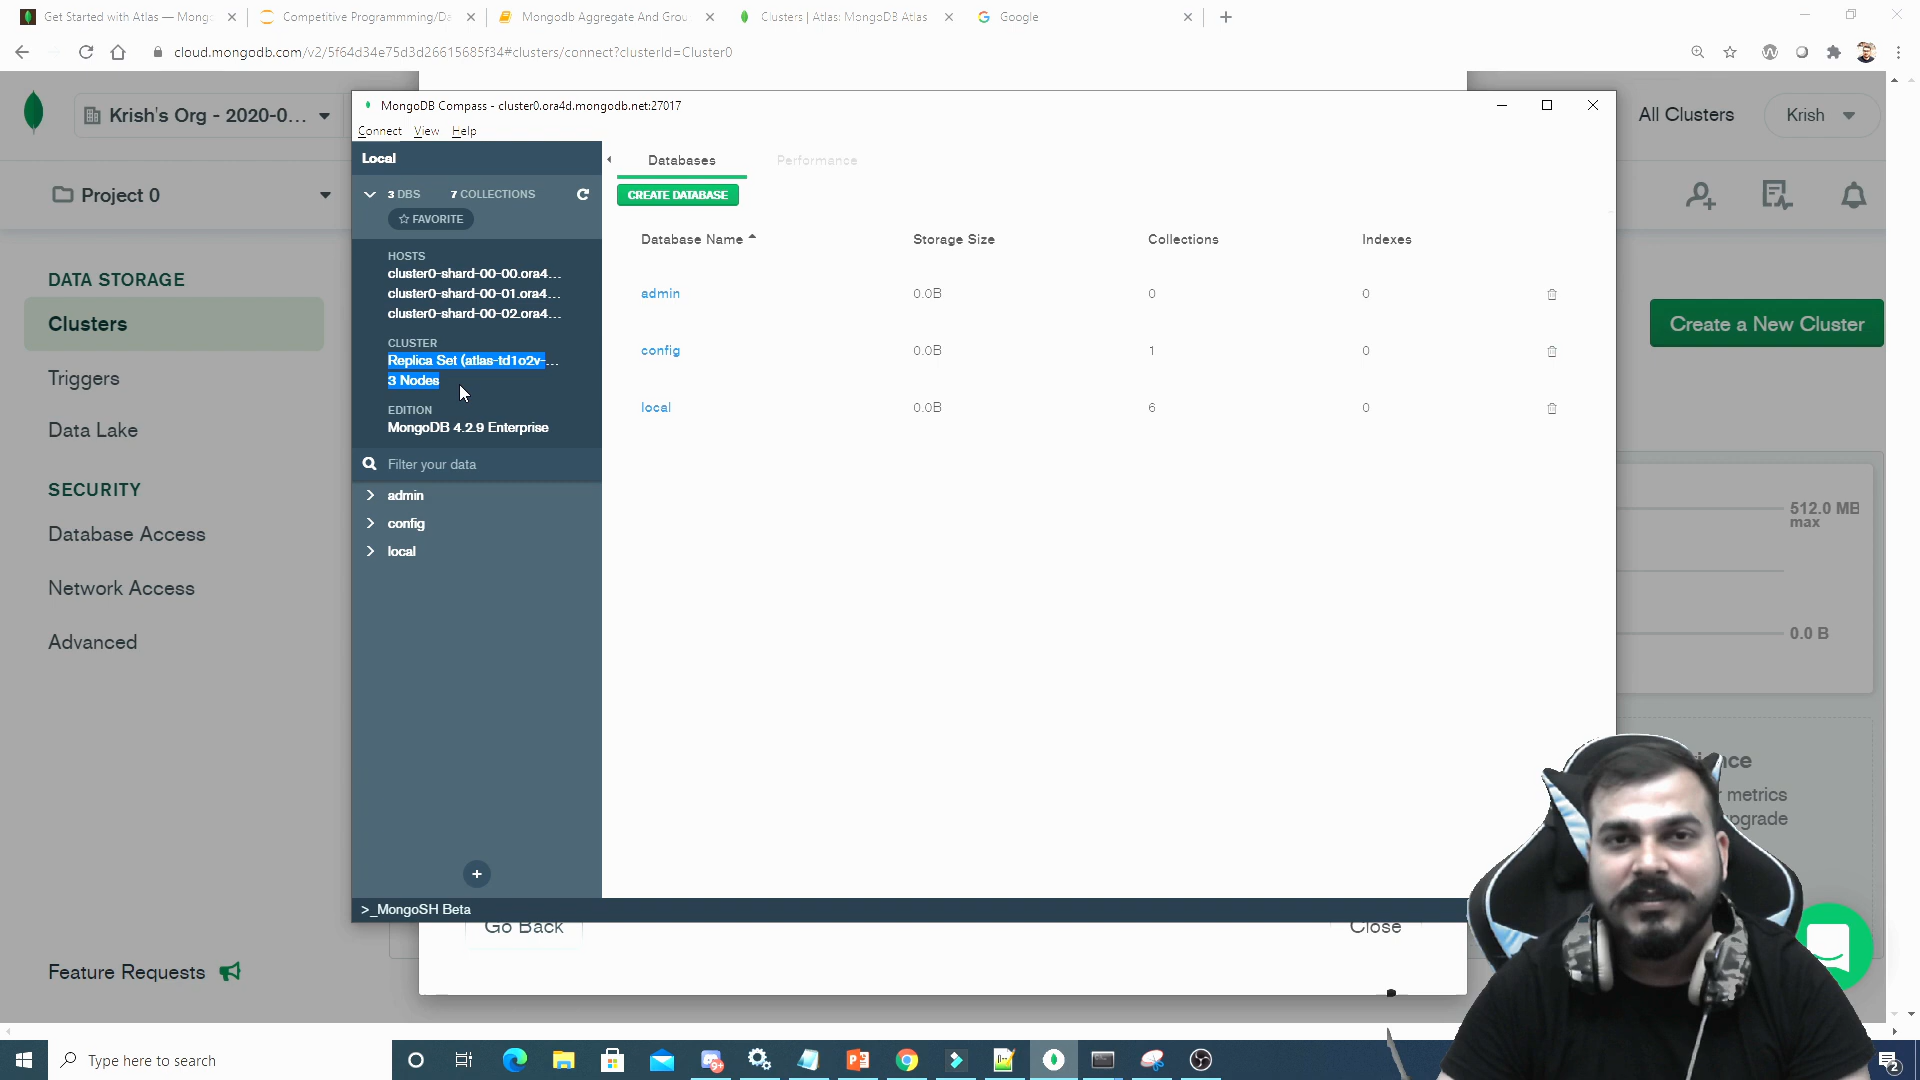 Get Started with Atlas — Mongo
Competitive Programmming/Da
Mongodb Aggregate And Grou
Clusters | Atlas: MongoDB Atlas
Google
cloud.mongodb.com/v2/5f64d34e75d3d26615685f34#clusters/connect?clusterId=Cluster0
Krish's Org - 2020-0...
All Clusters
Krish
Project 0
DATA STORAGE
Clusters
Triggers
Data Lake
SECURITY
Database Access
Network Access
Advanced
Feature Requests
MongoDB Compass - cluster0.ora4d.mongodb.net:27017
Connect View Help
Local
3 DBS 7 COLLECTIONS
FAVORITE
HOSTS
cluster0-shard-00-00.ora4...
cluster0-shard-00-01.ora4...
cluster0-shard-00-02.ora4...
CLUSTER
Replica Set (atlas-td1o2v-...
3 Nodes
EDITION
MongoDB 4.2.9 Enterprise
Filter your data
admin
config
local
>_MongoSH Beta
Databases Performance
CREATE DATABASE
Database Name Storage Size Collections Indexes
admin 0.0B 0 0
config 0.0B 1 0
local 0.0B 6 0
Create a New Cluster
512.0 MB
max
0.0 B
metrics
Go Back
Close
Type here to search
2